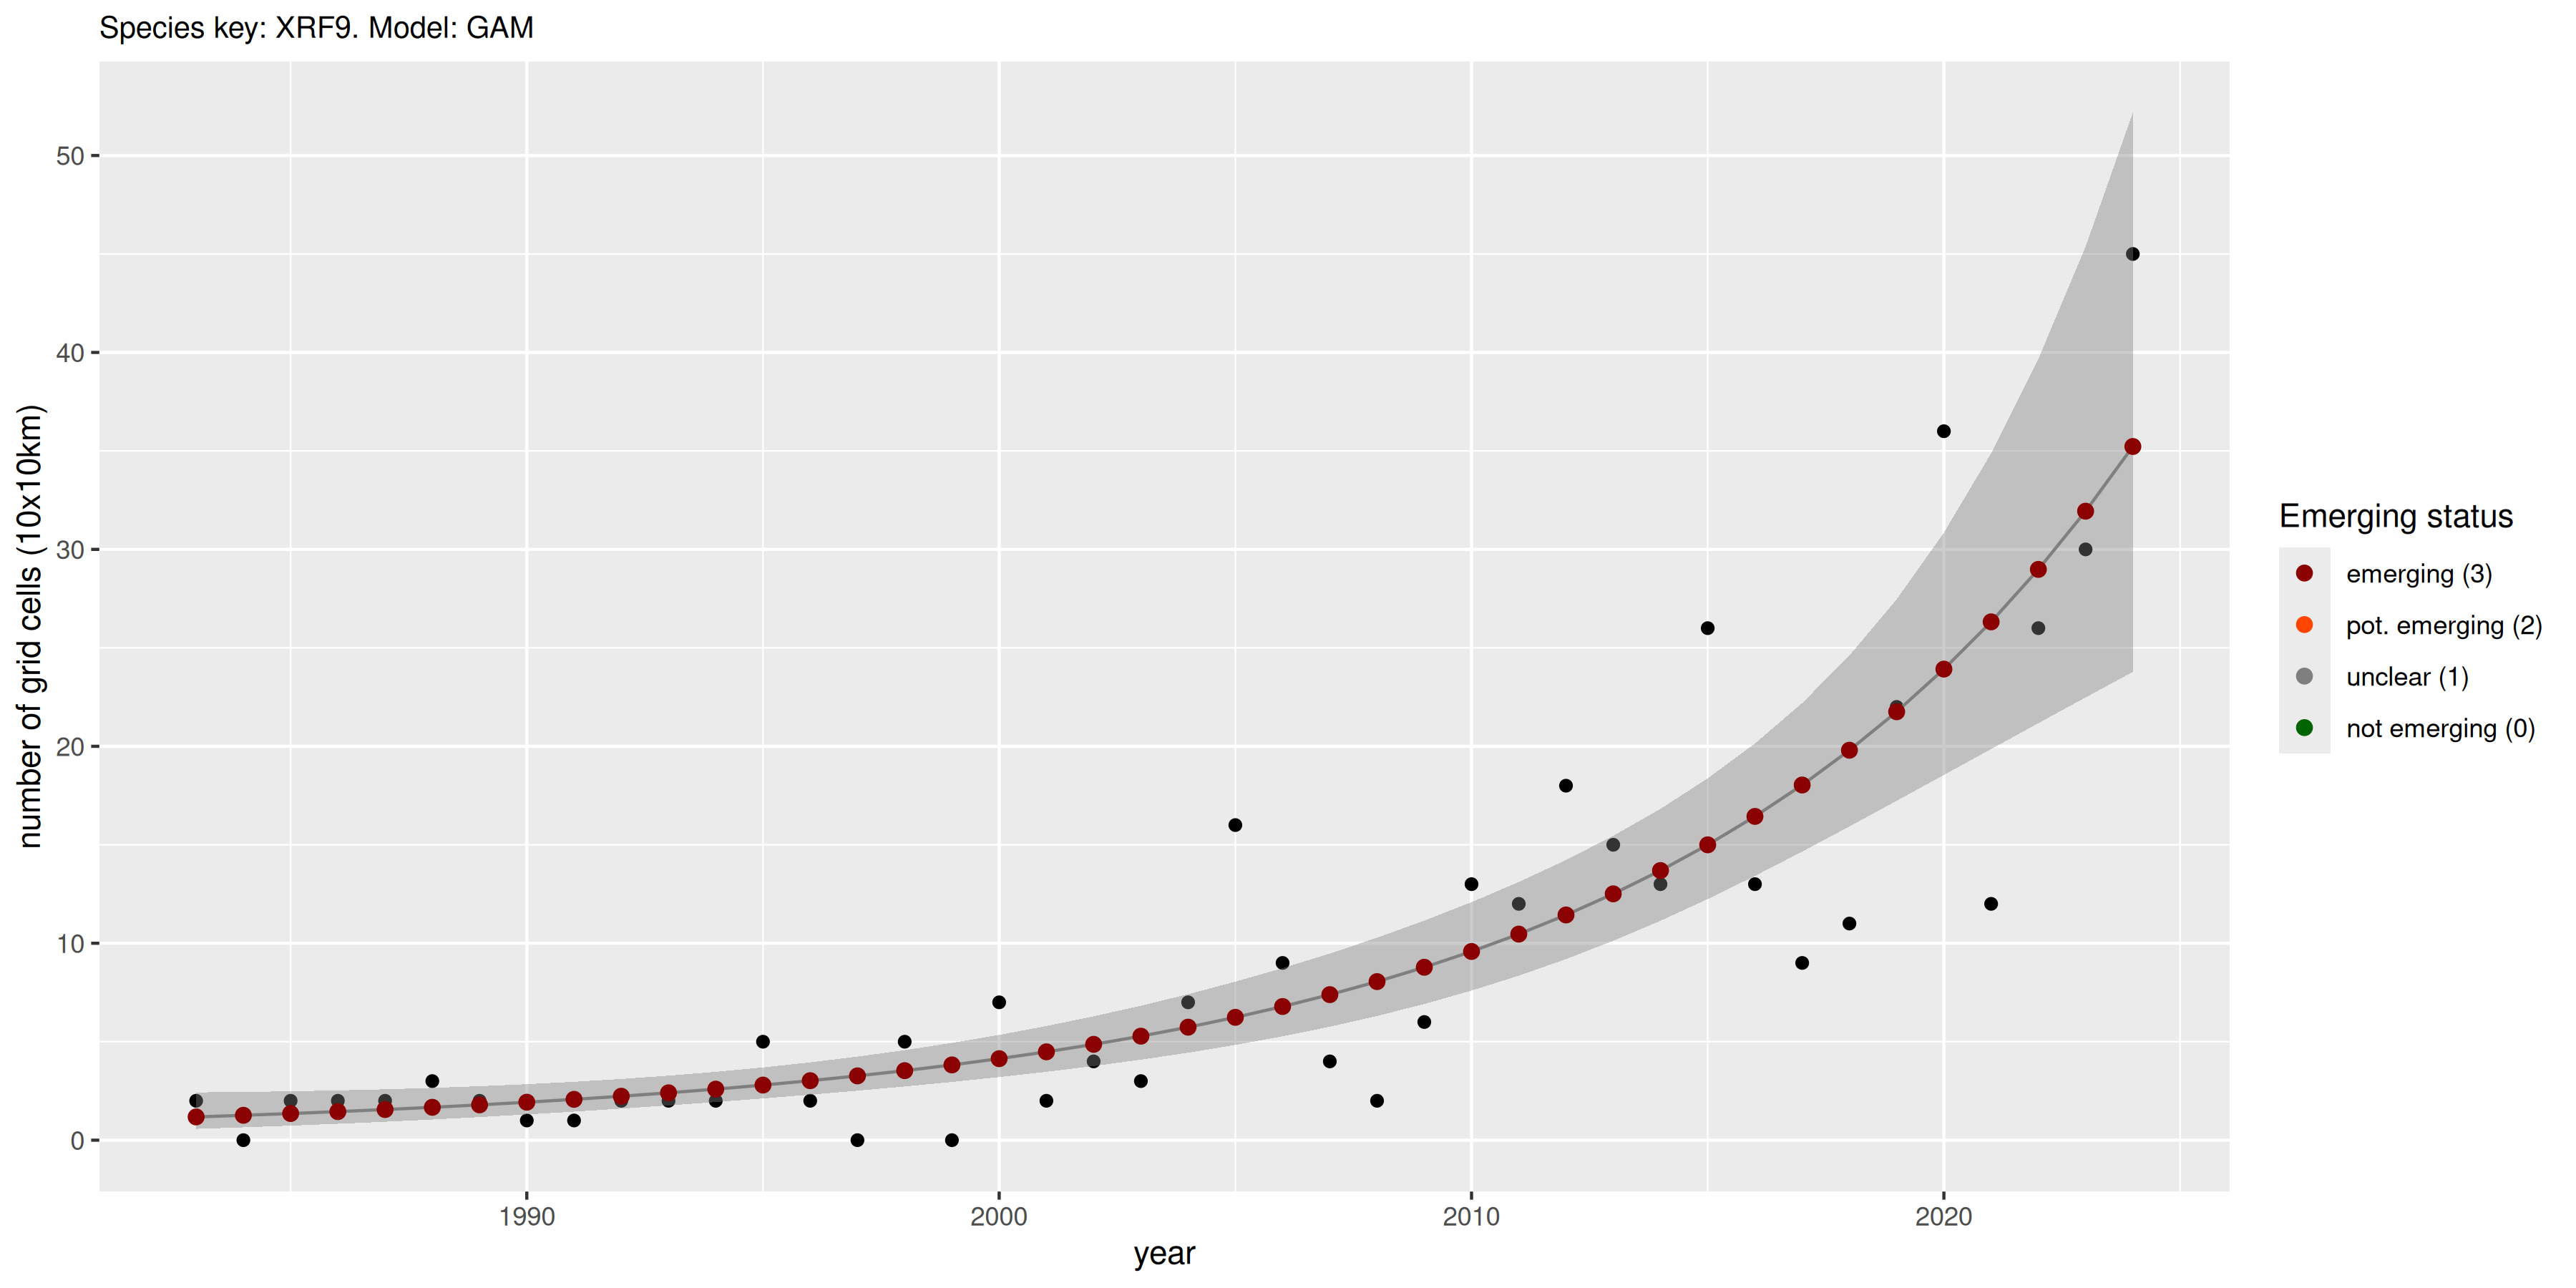 Species key: XRF9. Model: GAM
50
40
30
20
10
0
number of grid cells (10x10km)
1990
2000
2010
2020
year
Emerging status
emerging (3)
pot. emerging (2)
unclear (1)
not emerging (0)